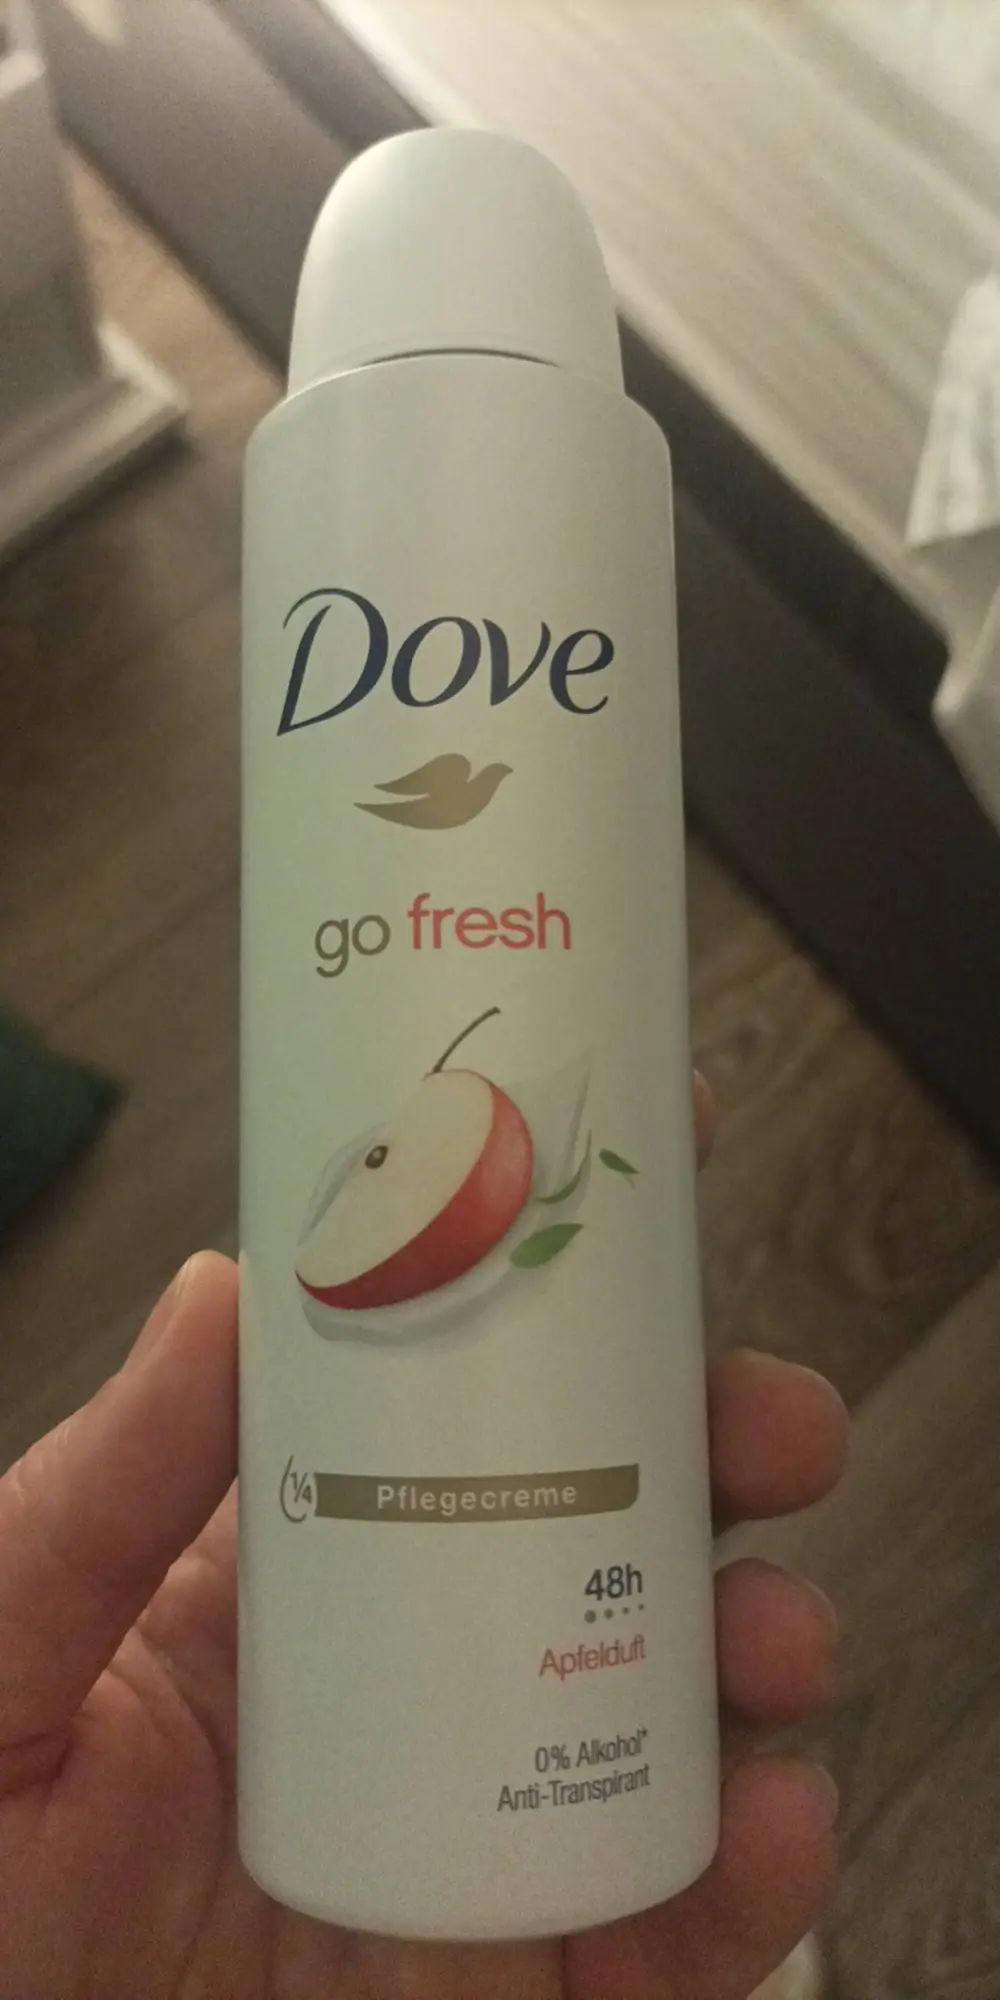 Dove
go fresh
1/4 Pflegecreme
48h
Apfelduft
0% Alkohol*
Anti-Transpirant